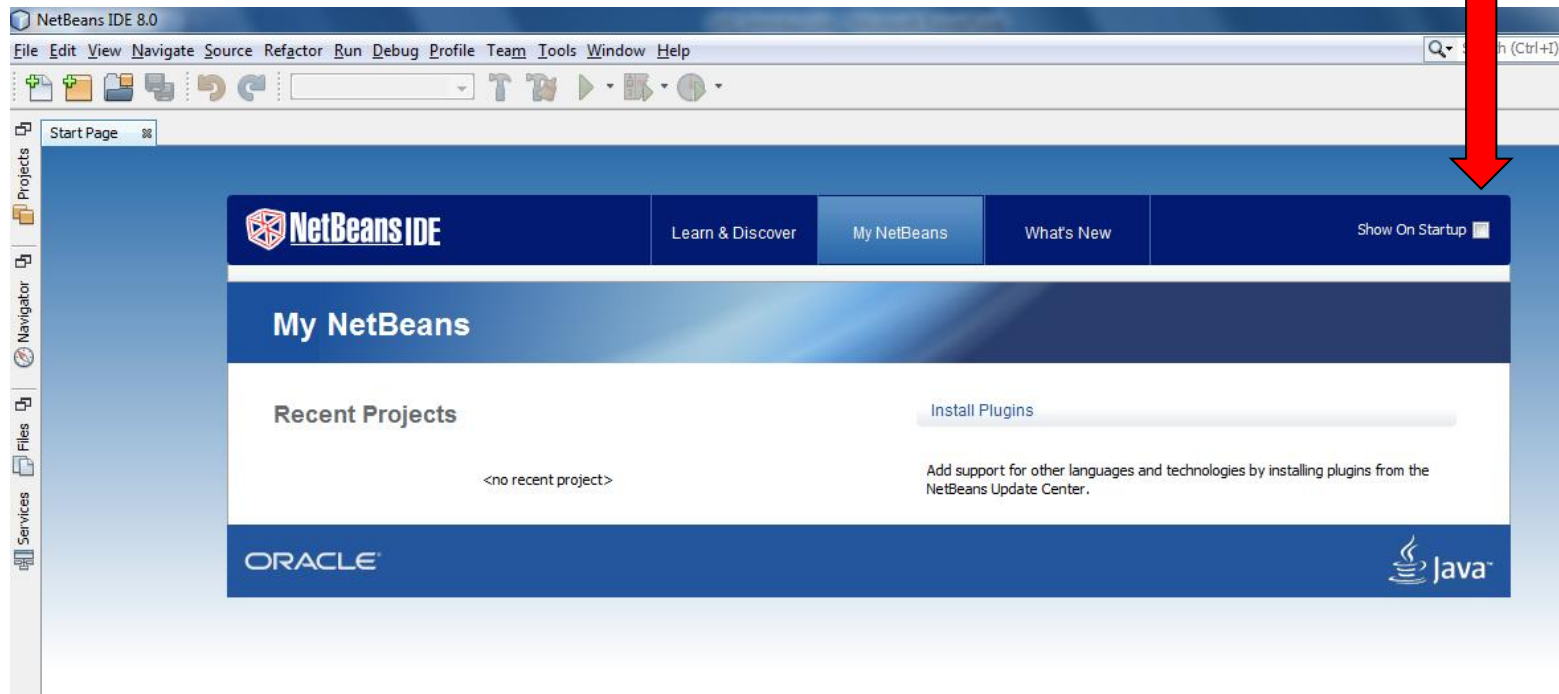 NetBeans IDE 8.0
File Edit View Navigate Source Refactor Run Debug Profile Team Tools Window Help
(Ctrl+I)
Start Page
Projects
Navigator
Files
Services
NetBeans IDE
Learn & Discover
My NetBeans
What's New
Show On Startup
My NetBeans
Recent Projects
<no recent project>
Install Plugins
Add support for other languages and technologies by installing plugins from the
NetBeans Update Center.
ORACLE
Java